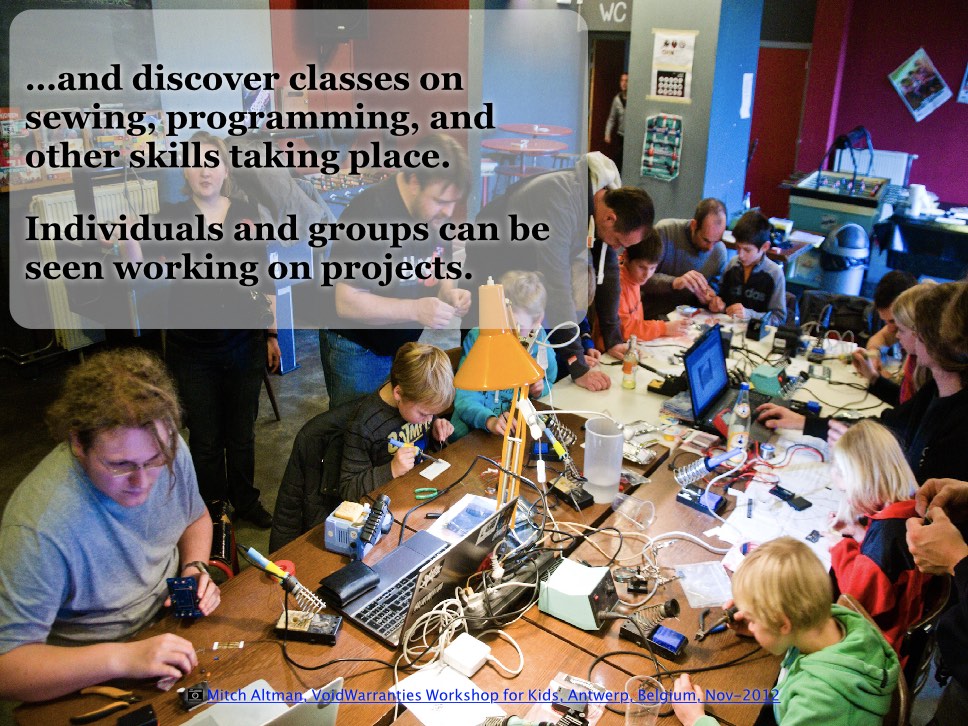 WC
...and discover classes on
sewing, programming, and
other skills taking place.
Individuals and groups can be
seen working on projects.
adidas
Mitch Altman, VoidWarranties Workshop for Kids, Antwerp, Belgium, Nov-2012